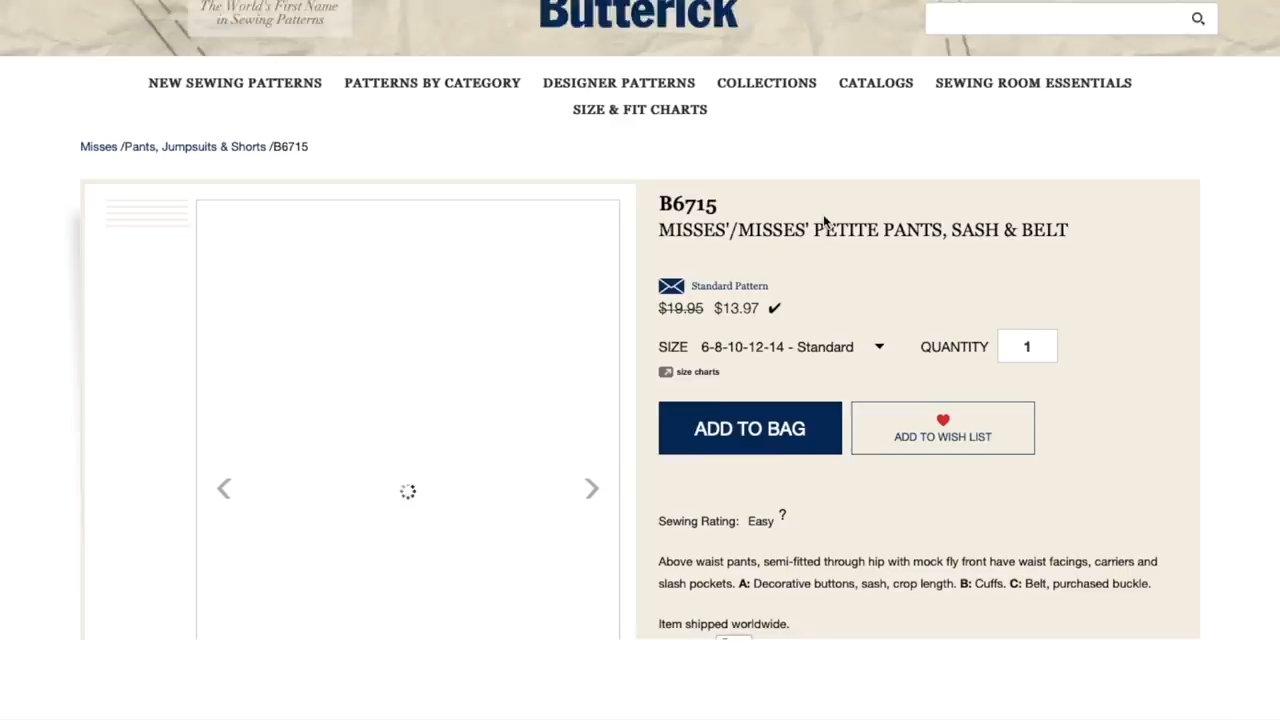 The World's First Name
in Sewing Patterns
Butterick
NEW SEWING PATTERNS PATTERNS BY CATEGORY DESIGNER PATTERNS COLLECTIONS CATALOGS SEWING ROOM ESSENTIALS
SIZE & FIT CHARTS
Misses /Pants, Jumpsuits & Shorts /B6715
B6715
MISSES'/MISSES' PETITE PANTS, SASH & BELT
Standard Pattern
$19.95 $13.97 ✔
SIZE 6-8-10-12-14 - Standard QUANTITY 1
size charts
ADD TO BAG
ADD TO WISH LIST
Sewing Rating: Easy ?
Above waist pants, semi-fitted through hip with mock fly front have waist facings, carriers and
slash pockets. A: Decorative buttons, sash, crop length. B: Cuffs. C: Belt, purchased buckle.
Item shipped worldwide.